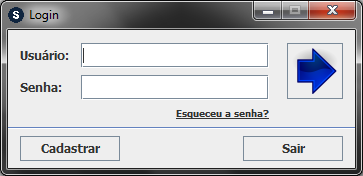 S Login
Usuário:
Senha:
Esqueceu a senha?
Cadastrar Sair